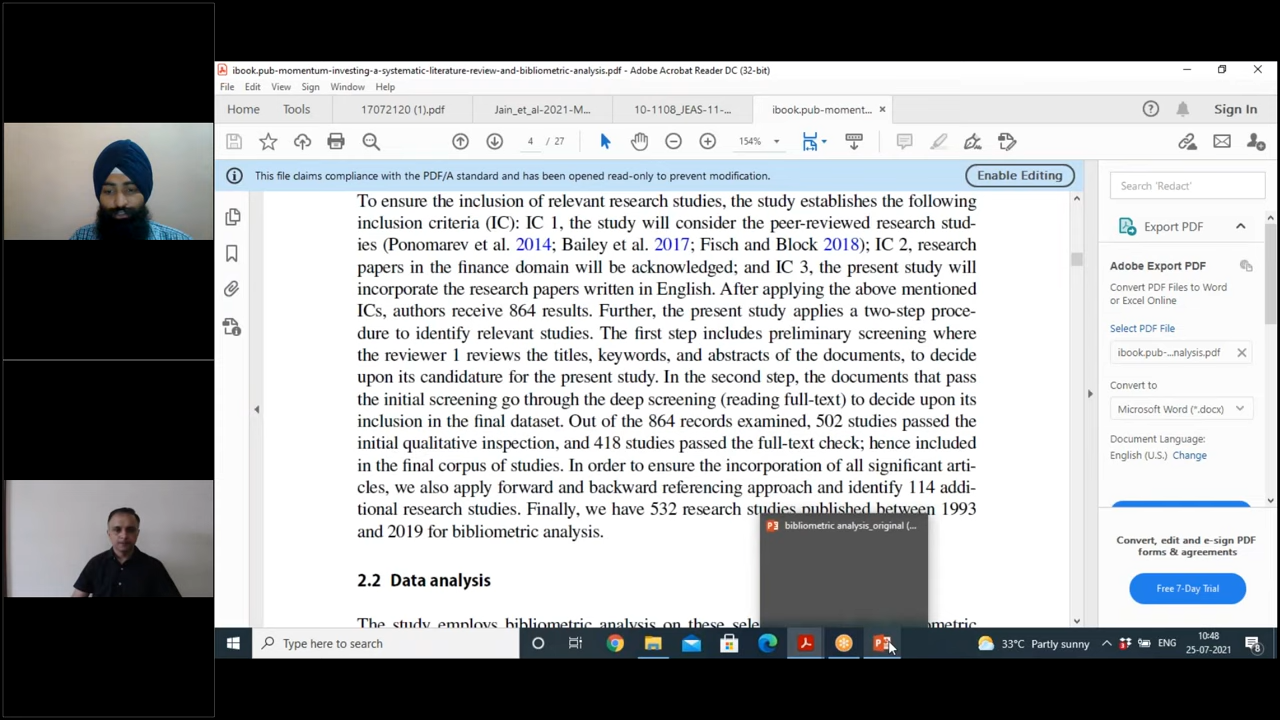 ibook.pub-momentum-investing-a-systematic-literature-review-and-bibliometric-analysis.pdf - Adobe Acrobat Reader DC (32-bit)
File Edit View Sign Window Help
Home Tools 17072120 (1).pdf Jain_et_al-2021-M... 10-1108_JEAS-11-... ibook.pub-moment... Sign In
4 / 27 154%
This file claims compliance with the PDF/A standard and has been opened read-only to prevent modification. Enable Editing
To ensure the inclusion of relevant research studies, the study establishes the following
inclusion criteria (IC): IC 1, the study will consider the peer-reviewed research stud-
ies (Ponomarev et al. 2014; Bailey et al. 2017; Fisch and Block 2018); IC 2, research
papers in the finance domain will be acknowledged; and IC 3, the present study will
incorporate the research papers written in English. After applying the above mentioned
ICs, authors receive 864 results. Further, the present study applies a two-step proce-
dure to identify relevant studies. The first step includes preliminary screening where
the reviewer 1 reviews the titles, keywords, and abstracts of the documents, to decide
upon its candidature for the present study. In the second step, the documents that pass
the initial screening go through the deep screening (reading full-text) to decide upon its
inclusion in the final dataset. Out of the 864 records examined, 502 studies passed the
initial qualitative inspection, and 418 studies passed the full-text check; hence included
in the final corpus of studies. In order to ensure the incorporation of all significant arti-
cles, we also apply forward and backward referencing approach and identify 114 addi-
tional research studies. Finally, we have 532 research studies published between 1993
and 2019 for bibliometric analysis.
2.2 Data analysis
The study employs bibliometric analysis on these sele
metric
bibliometric analysis_original (...
Search 'Redact'
Export PDF
Adobe Export PDF
Convert PDF Files to Word
or Excel Online
Select PDF File
ibook.pub-...nalysis.pdf
Convert to
Microsoft Word (*.docx)
Document Language:
English (U.S.) Change
Convert, edit and e-sign PDF
forms & agreements
Free 7-Day Trial
Type here to search
33°C Partly sunny
ENG
10:48
25-07-2021
8